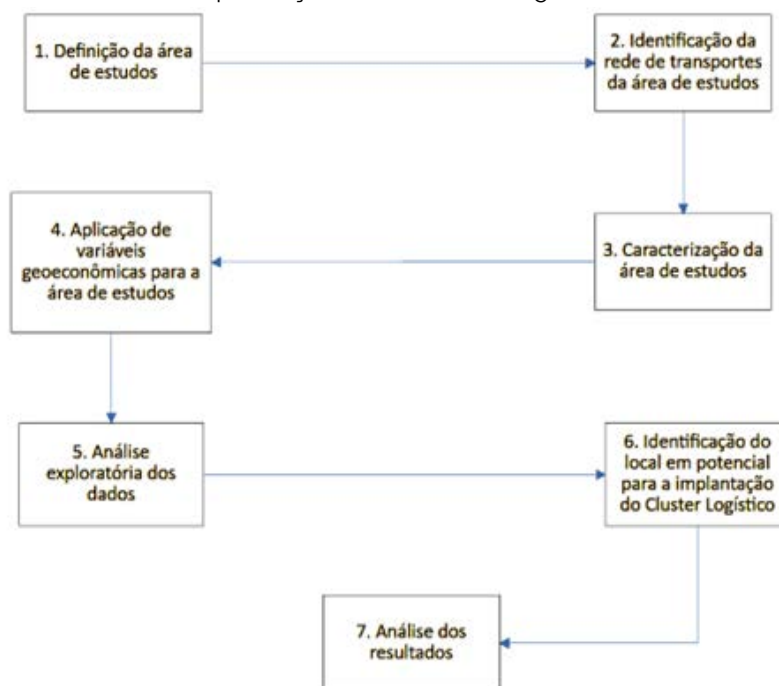 1. Definição da área
de estudos
2. Identificação da
rede de transportes
da área de estudos
3. Caracterização da
área de estudos
4. Aplicação de
variáveis
geoeconômicas para a
área de estudos
5. Análise
exploratória dos
dados
6. Identificação do
local em potencial
para a implantação
do Cluster Logístico
7. Análise dos
resultados